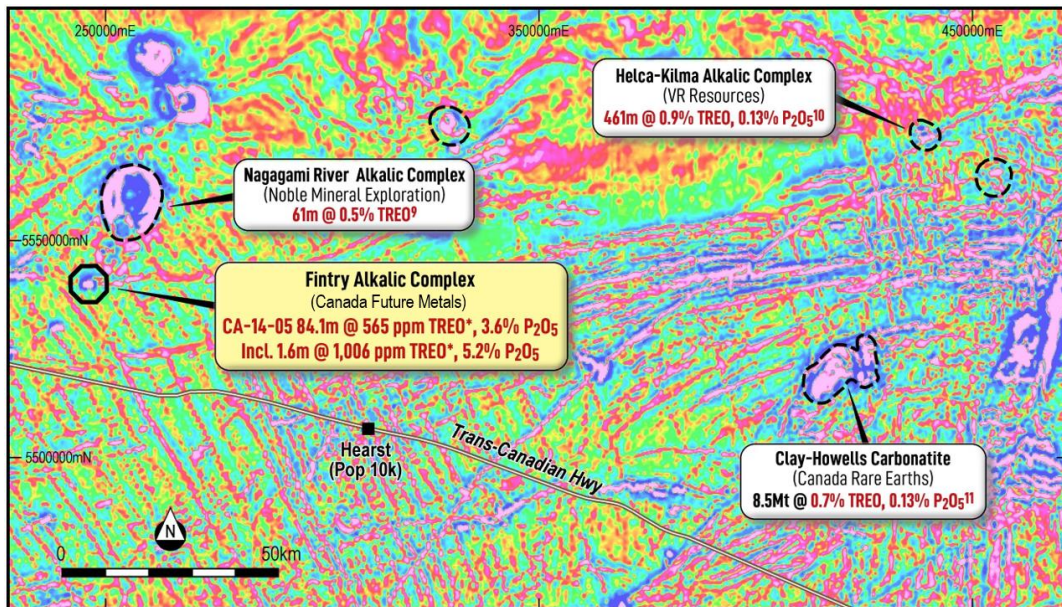 250000mE
350000mE
450000mE
Helca-Kilma Alkalic Complex
(VR Resources)
461m @ 0.9% TREO, 0.13% P₂O₅¹⁰
Nagagami River Alkalic Complex
(Noble Mineral Exploration)
61m @ 0.5% TREO⁹
5550000mN
Fintry Alkalic Complex
(Canada Future Metals)
CA-14-05 84.1m @ 565 ppm TREO*, 3.6% P₂O₅
Incl. 1.6m @ 1,006 ppm TREO*, 5.2% P₂O₅
Hearst
(Pop 10k)
Trans-Canadian Hwy
5500000mN
Clay-Howells Carbonatite
(Canada Rare Earths)
8.5Mt @ 0.7% TREO, 0.13% P₂O₅¹¹
N
0
50km